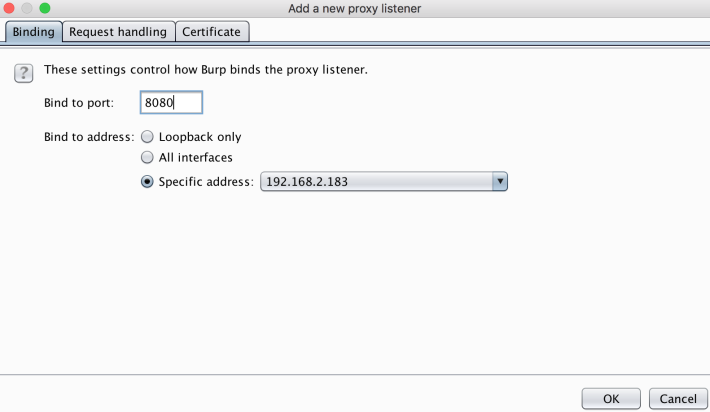 Add a new proxy listener
Binding Request handling Certificate
? These settings control how Burp binds the proxy listener.
Bind to port: 8080
Bind to address: Loopback only
All interfaces
Specific address: 192.168.2.183
OK Cancel